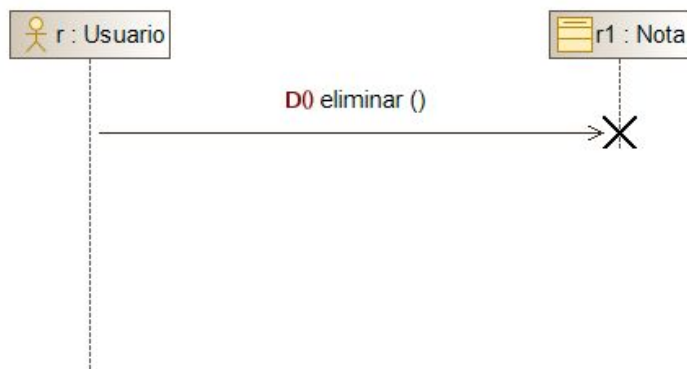 r : Usuario
r1 : Nota
D() eliminar ()